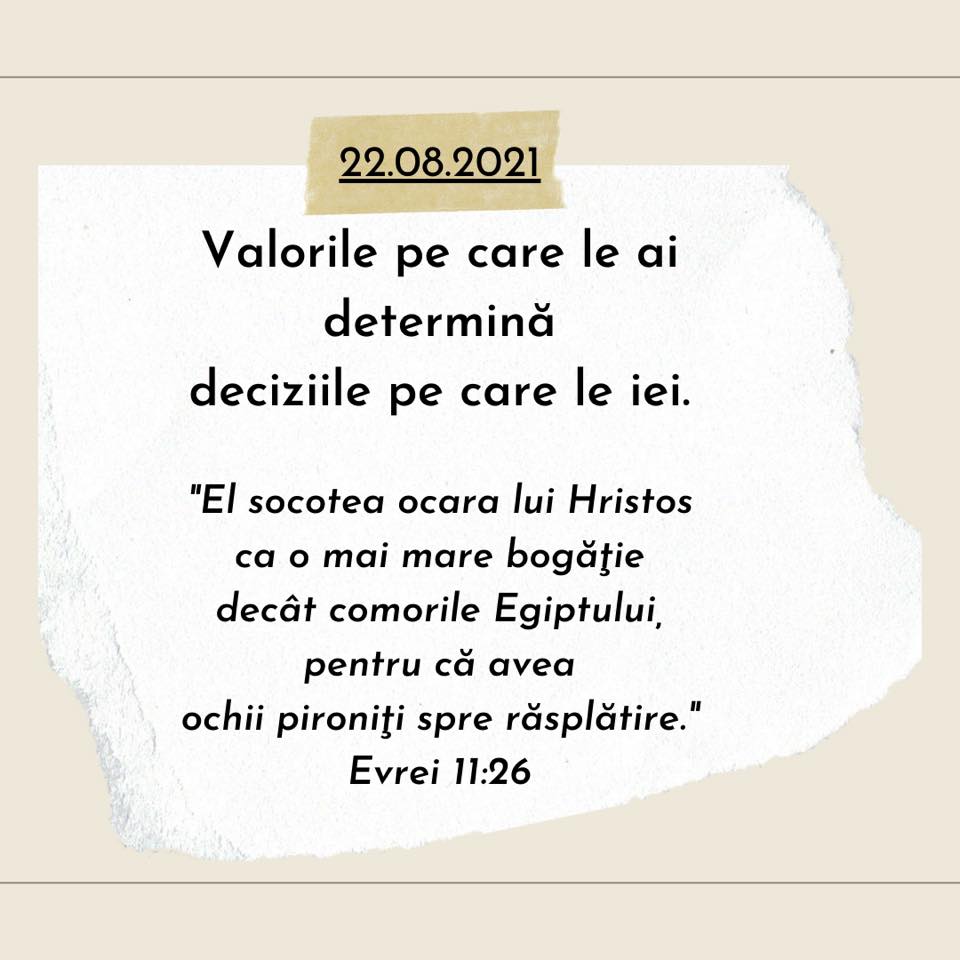 22.08.2021
Valorile pe care le ai
determină
deciziile pe care le iei.
"El socotea ocara lui Hristos
ca o mai mare bogăţie
decât comorile Egiptului,
pentru că avea
ochii pironiţi spre răsplătire."
Evrei 11:26